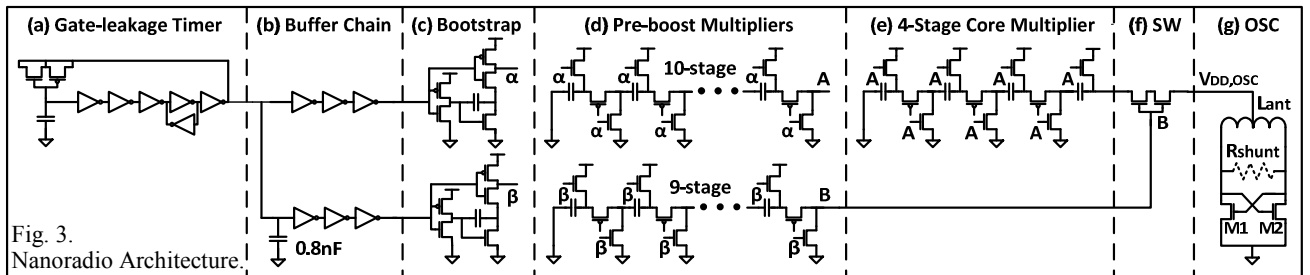 (a) Gate-leakage Timer
(b) Buffer Chain
(c) Bootstrap
(d) Pre-boost Multipliers
(e) 4-Stage Core Multiplier
(f) SW
(g) OSC
α
α 10-stage α A
α α α
α α
A A A A
A A A
A A A
VDD,OSC
Lant
B
Rshunt
M1 M2
β
β β 9-stage β B
β β β
β β
0.8nF
Fig. 3.
Nanoradio Architecture.